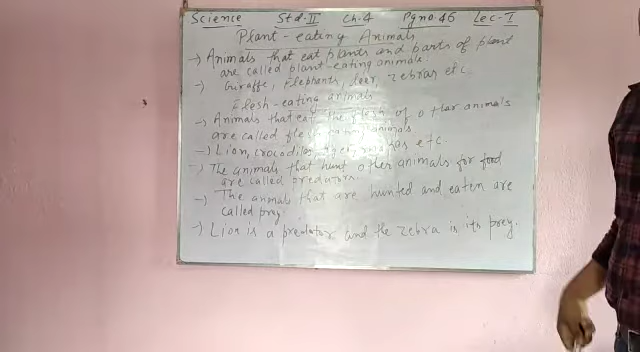 Science Std-II Ch.4 Pg no.46 Lec-I
Plant-eating Animals
→ Animals that eat plants and parts of plant
are called plant-eating animals.
→ Giraffe, Elephants, Deer, zebras etc.
Flesh-eating animals
→ Animals that eat the flesh of other animals
are called flesh eating animals
→ Lion, crocodiles, etc.
→ The animals that hunt other animals for food
are called predators.
→ The animals that are hunted and eaten are
called prey.
→ Lion is a predator and the zebra is its prey.